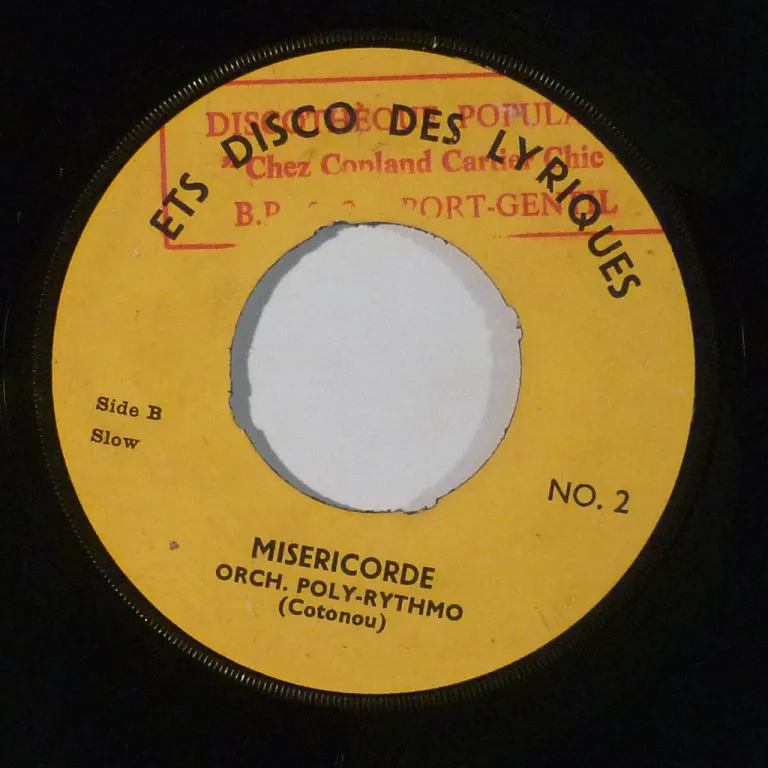 ETS DISCO DES LYRIQUES
DISCOTHÈQUE POPULA
"Chez Copland Cartier Chic
B.P. PORT-GENTIL
Side B
Slow
NO. 2
MISERICORDE
ORCH. POLY-RYTHMO
(Cotonou)